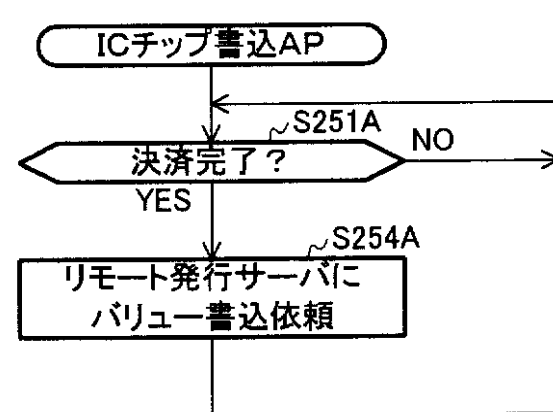 ICチップ書込AP
S251A
決済完了？
NO
YES
S254A
リモート発行サーバに
バリュー書込依頼